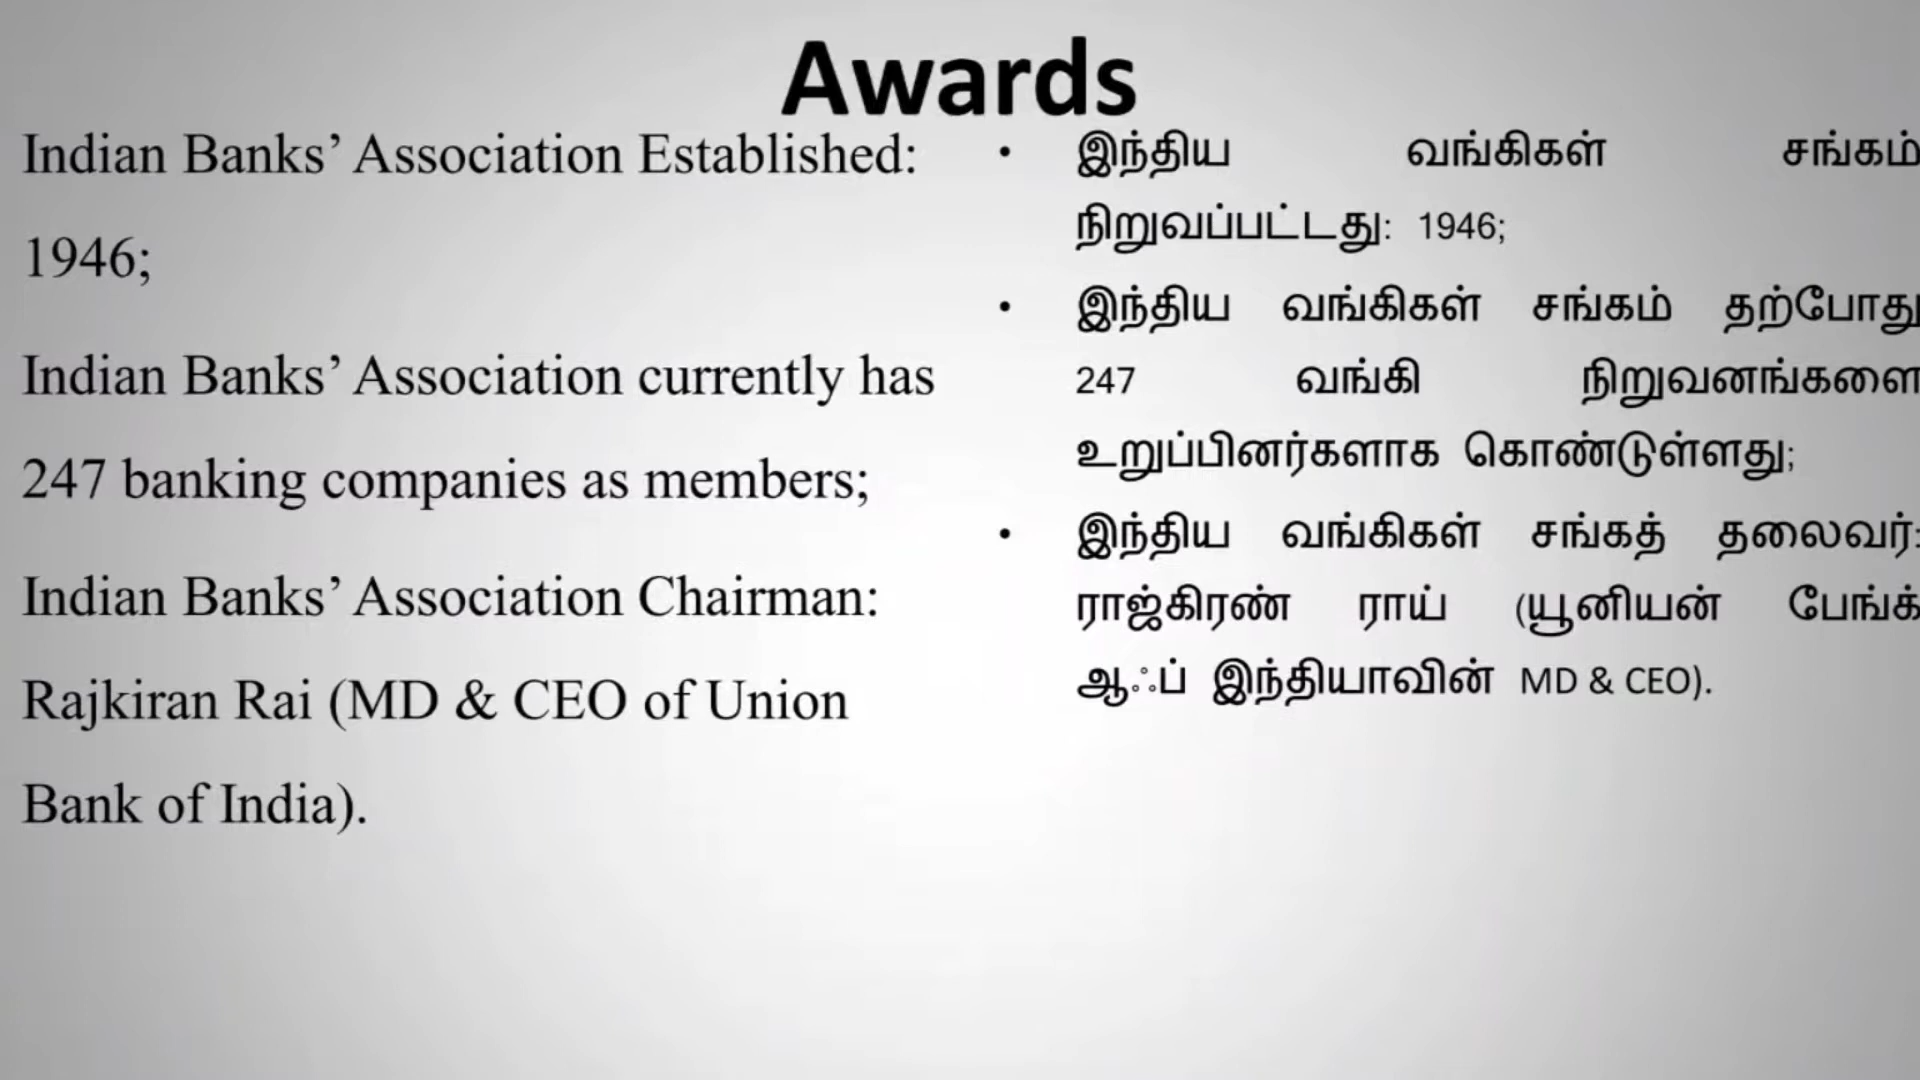 Awards
Indian Banks’ Association Established:
1946;
Indian Banks’ Association currently has
247 banking companies as members;
Indian Banks’ Association Chairman:
Rajkiran Rai (MD & CEO of Union
Bank of India).
• இந்திய வங்கிகள் சங்கம்
நிறுவப்பட்டது: 1946;
• இந்திய வங்கிகள் சங்கம் தற்போது
247 வங்கி நிறுவனங்களை
உறுப்பினர்களாக கொண்டுள்ளது;
• இந்திய வங்கிகள் சங்கத் தலைவர்:
ராஜ்கிரண் ராய் (யூனியன் பேங்க்
ஆஃப் இந்தியாவின் MD & CEO).